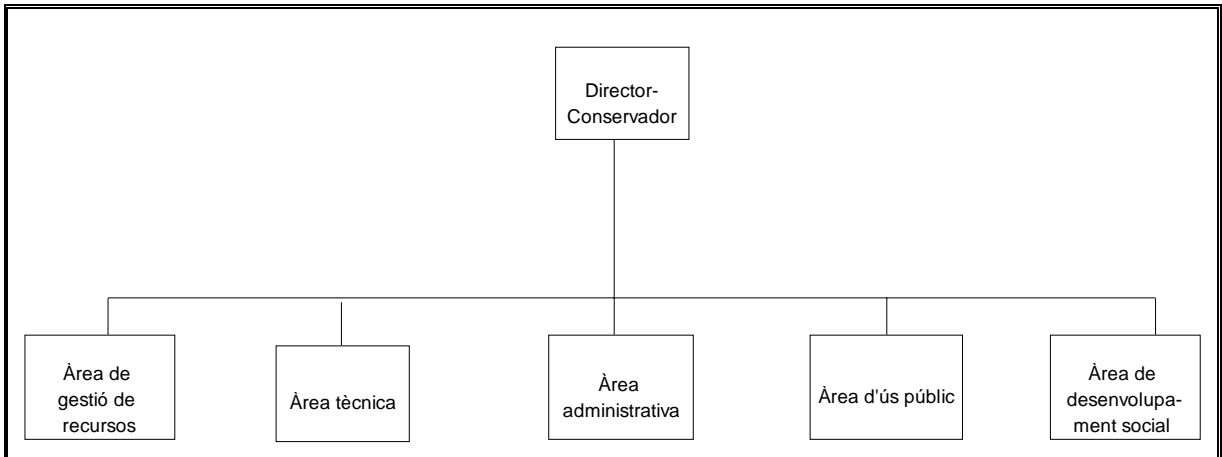 Director-
Conservador
Àrea de
gestió de
recursos
Àrea tècnica
Àrea
administrativa
Àrea d'ús públic
Àrea de
desenvolupa-
ment social